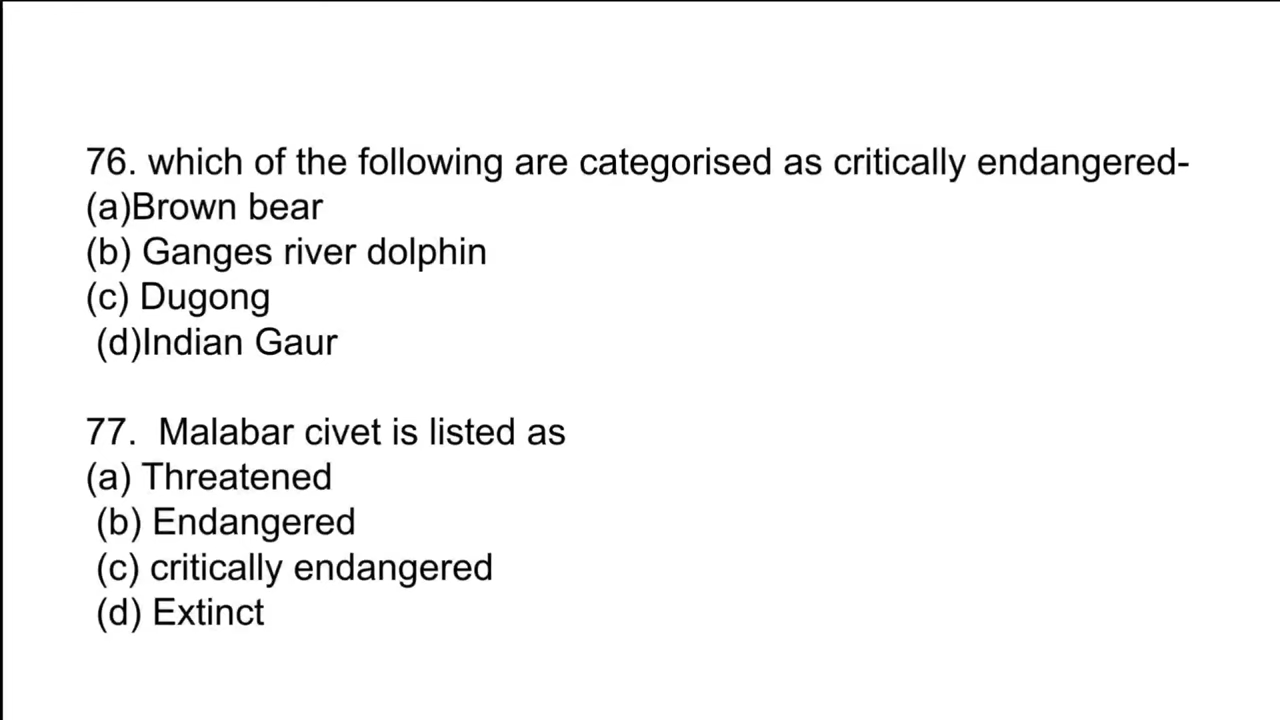 76. which of the following are categorised as critically endangered-
(a)Brown bear
(b) Ganges river dolphin
(c) Dugong
(d)Indian Gaur
77. Malabar civet is listed as
(a) Threatened
(b) Endangered
(c) critically endangered
(d) Extinct